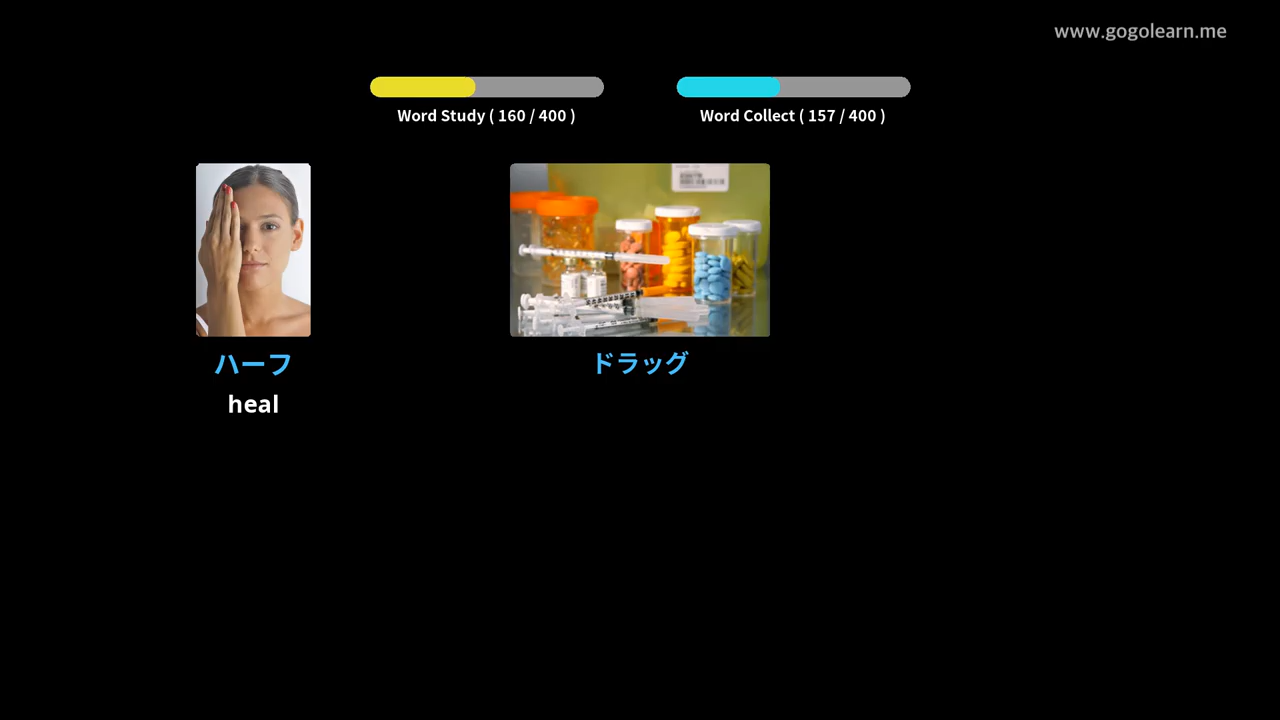 www.gogolearn.me
Word Study ( 160 / 400 )
Word Collect ( 157 / 400 )
ハーフ
ドラッグ
heal